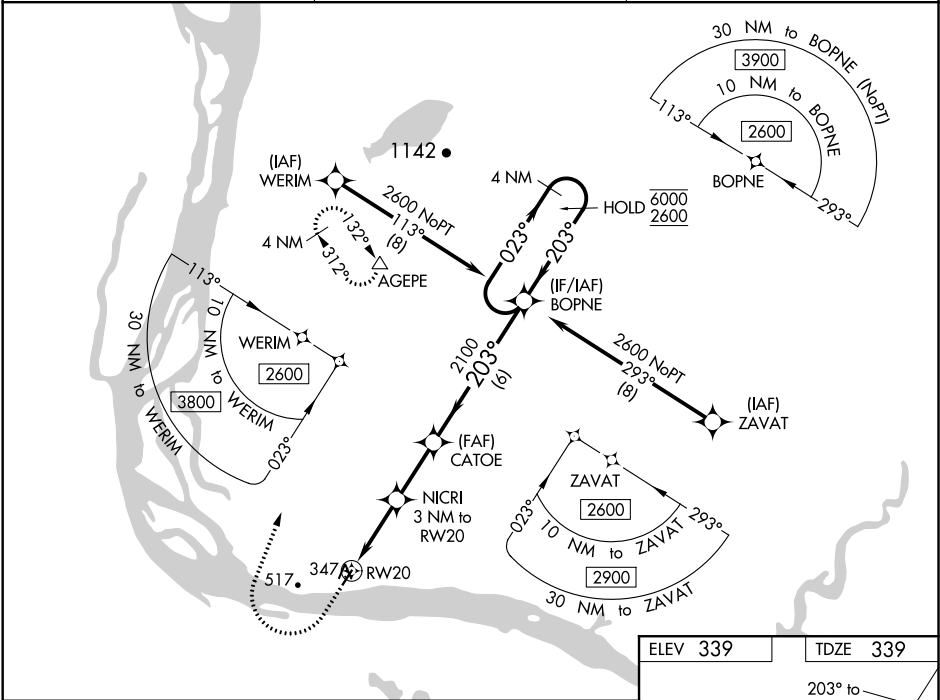 30 NM to BOPNE (NoPT)
3900
10 NM to BOPNE
2600
113°
BOPNE
293°
1142
(IAF)
WERIM
2600 NoPT
113°
(8)
4 NM
132°
312°
AGEPE
4 NM
HOLD 6000
2600
023°
203°
(IF/IAF)
BOPNE
113°
10 NM to WERIM
WERIM
2600
30 NM to WERIM
3800
023°
2100
203°
(6)
2600 NoPT
293°
(8)
(IAF)
ZAVAT
(FAF)
CATOE
NICRI
3 NM to
RW20
ZAVAT
2600
023°
293°
10 NM to ZAVAT
2900
30 NM to ZAVAT
517
347
RW20
ELEV 339
TDZE 339
203° to